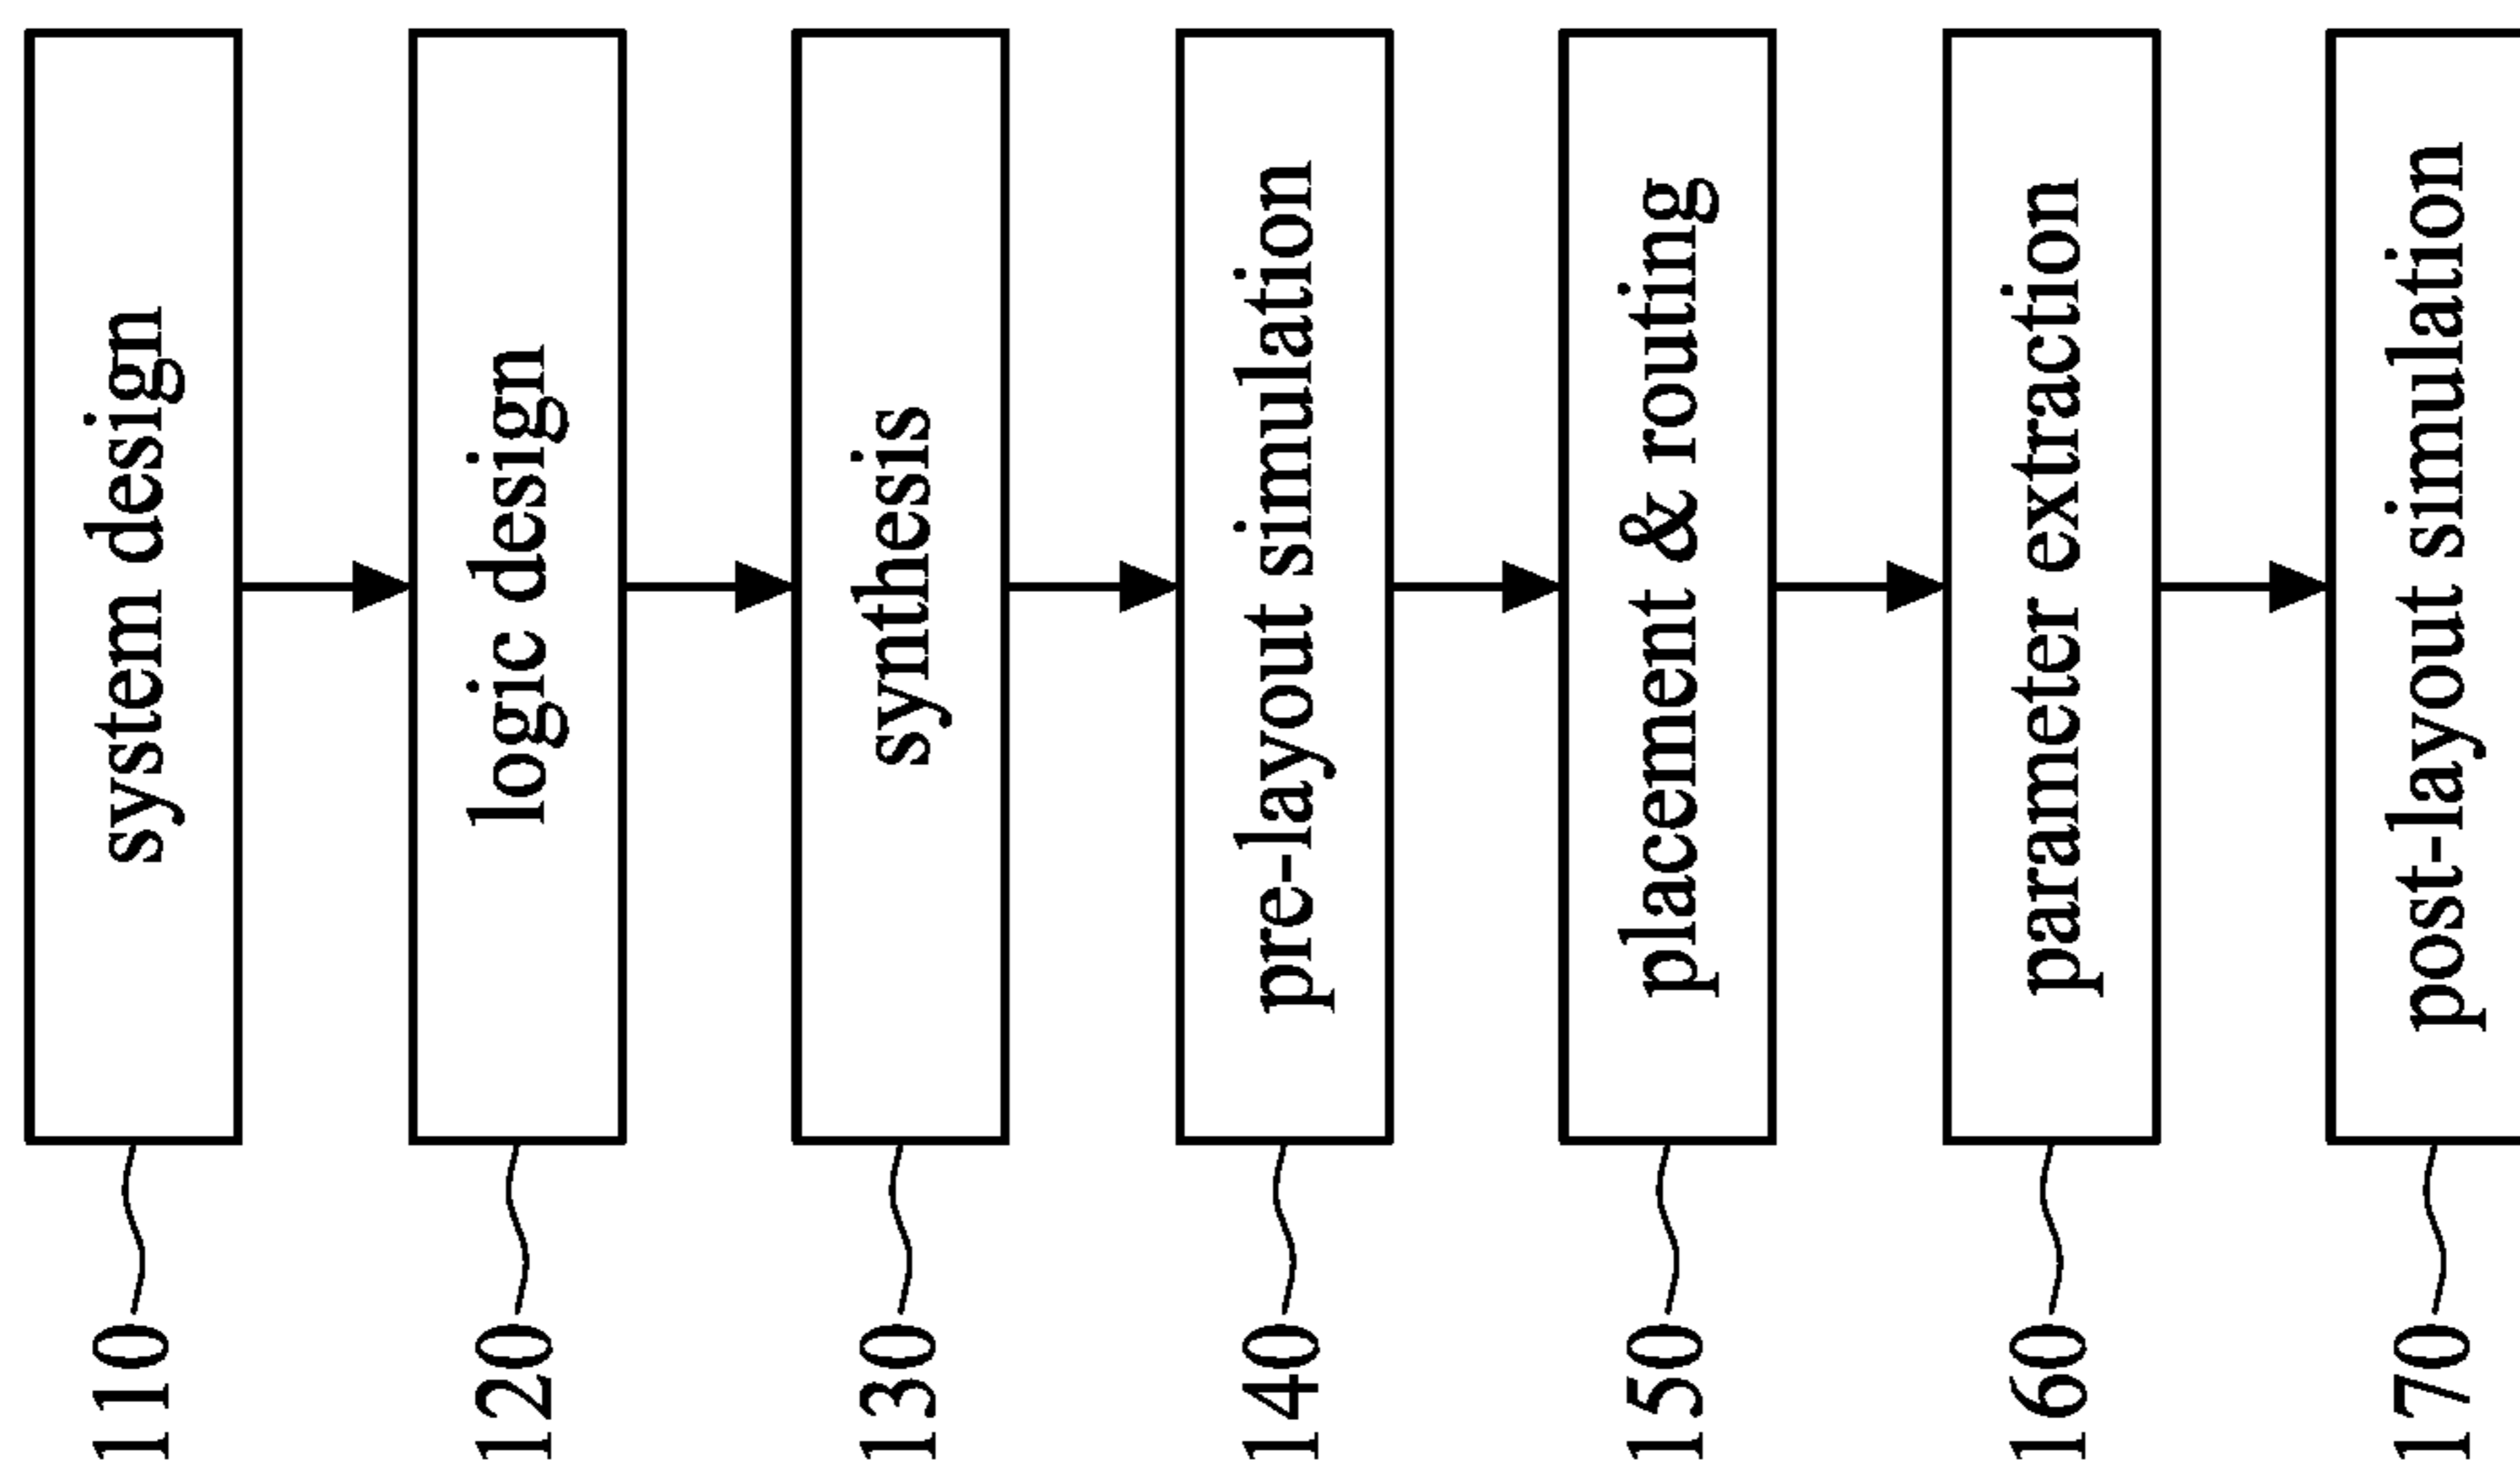 110
system design
120
logic design
130
synthesis
140
pre-layout simulation
150
placement & routing
160
parameter extraction
170
post-layout simulation